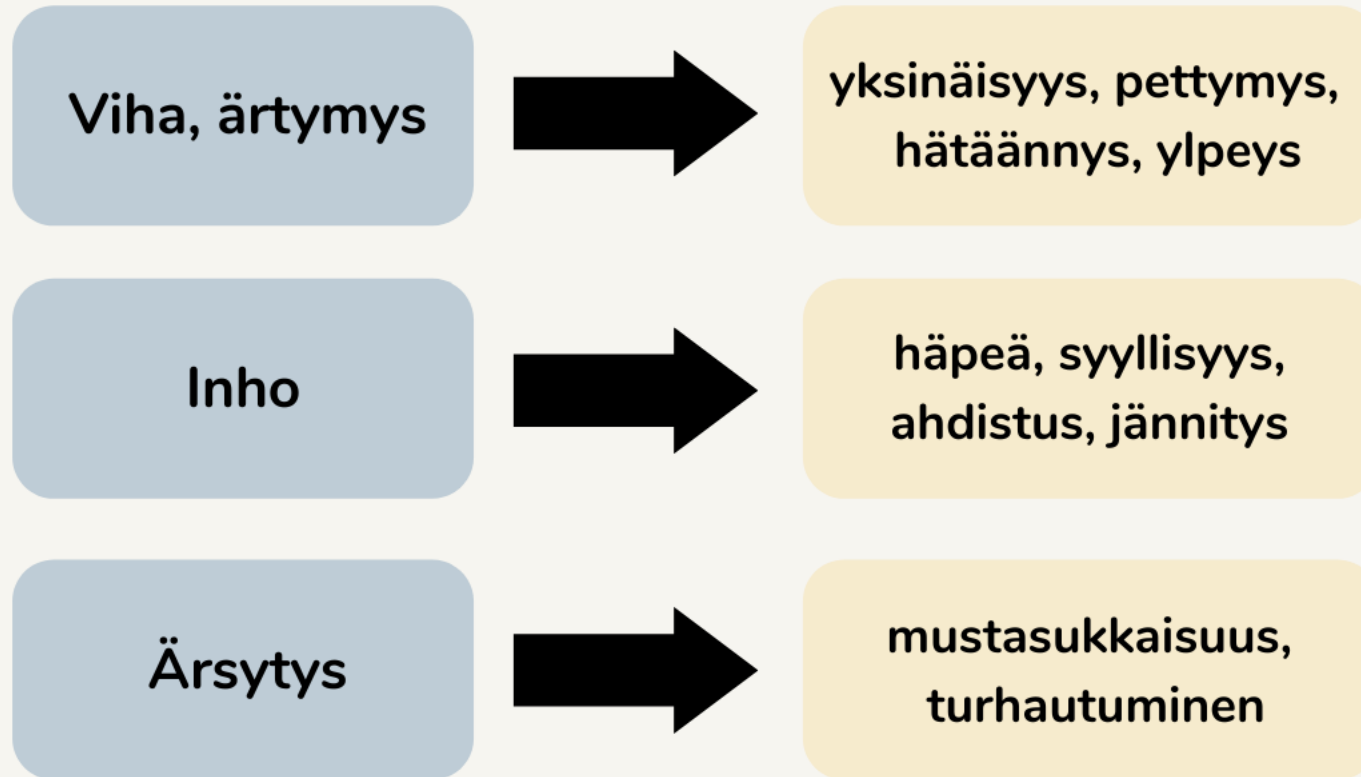 Viha, ärtymys
yksinäisyys, pettymys,
hätäännys, ylpeys
Inho
häpeä, syyllisyys,
ahdistus, jännitys
Ärsytys
mustasukkaisuus,
turhautuminen